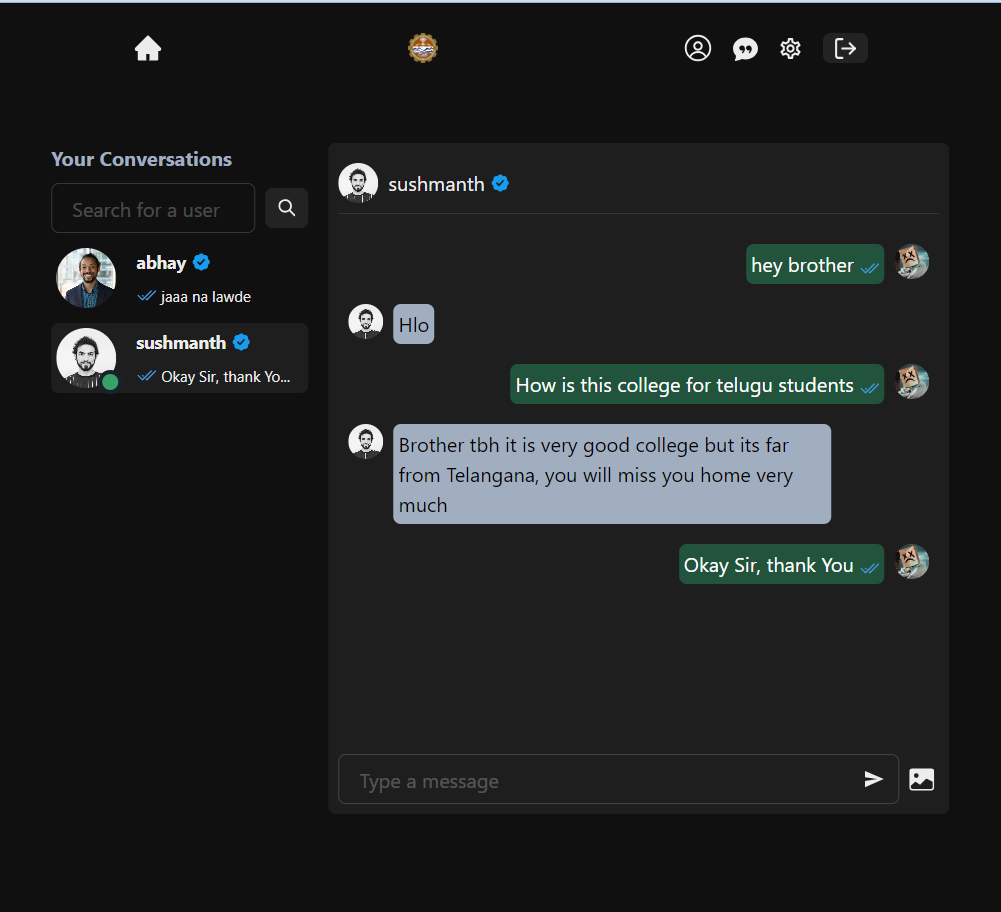 Your Conversations
Search for a user
abhay
jaaa na lawde
sushmanth
Okay Sir, thank Yo...
sushmanth
hey brother
Hlo
How is this college for telugu students
Brother tbh it is very good college but its far
from Telangana, you will miss you home very
much
Okay Sir, thank You
Type a message